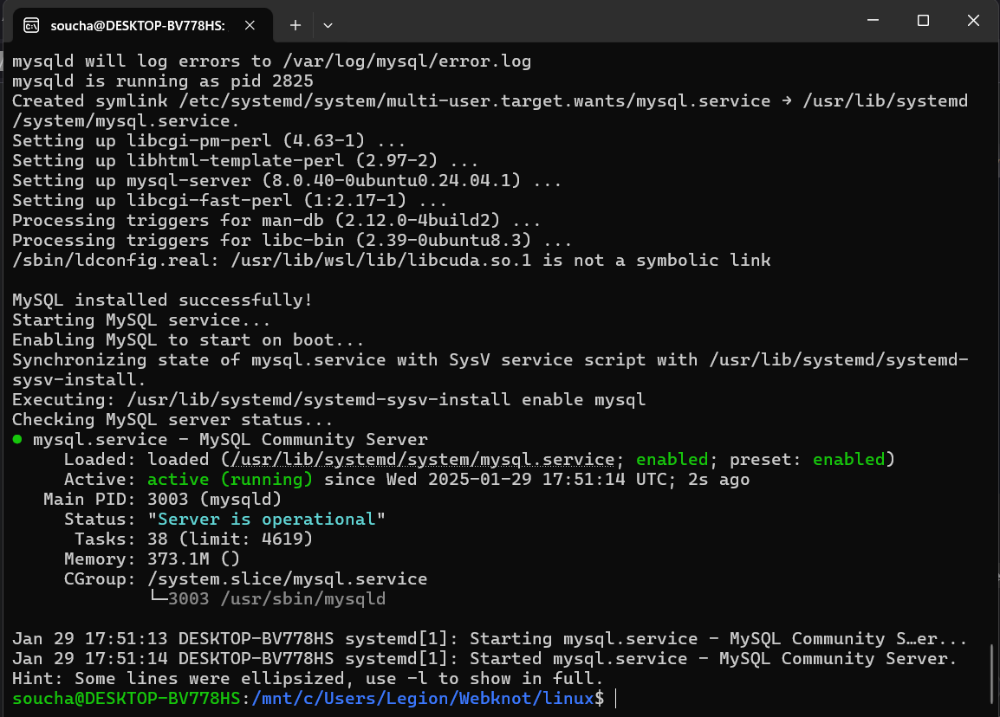 soucha@DESKTOP-BV778HS:
mysqld will log errors to /var/log/mysql/error.log
mysqld is running as pid 2825
Created symlink /etc/systemd/system/multi-user.target.wants/mysql.service → /usr/lib/systemd
/system/mysql.service.
Setting up libcgi-pm-perl (4.63-1) ...
Setting up libhtml-template-perl (2.97-2) ...
Setting up mysql-server (8.0.40-0ubuntu0.24.04.1) ...
Setting up libcgi-fast-perl (1:2.17-1) ...
Processing triggers for man-db (2.12.0-4build2) ...
Processing triggers for libc-bin (2.39-0ubuntu8.3) ...
/sbin/ldconfig.real: /usr/lib/wsl/lib/libcuda.so.1 is not a symbolic link
MySQL installed successfully!
Starting MySQL service...
Enabling MySQL to start on boot...
Synchronizing state of mysql.service with SysV service script with /usr/lib/systemd/systemd-
sysv-install.
Executing: /usr/lib/systemd/systemd-sysv-install enable mysql
Checking MySQL server status...
● mysql.service - MySQL Community Server
Loaded: loaded (/usr/lib/systemd/system/mysql.service; enabled; preset: enabled)
Active: active (running) since Wed 2025-01-29 17:51:14 UTC; 2s ago
Main PID: 3003 (mysqld)
Status: "Server is operational"
Tasks: 38 (limit: 4619)
Memory: 373.1M ()
CGroup: /system.slice/mysql.service
└─3003 /usr/sbin/mysqld
Jan 29 17:51:13 DESKTOP-BV778HS systemd[1]: Starting mysql.service - MySQL Community S…er...
Jan 29 17:51:14 DESKTOP-BV778HS systemd[1]: Started mysql.service - MySQL Community Server.
Hint: Some lines were ellipsized, use -l to show in full.
soucha@DESKTOP-BV778HS:/mnt/c/Users/Legion/Webknot/linux$